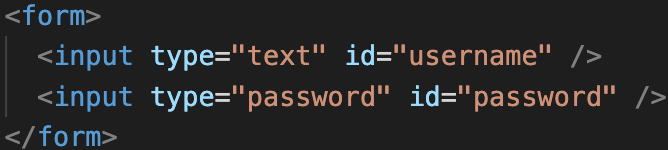 <form>
<input type="text" id="username" />
<input type="password" id="password" />
</form>